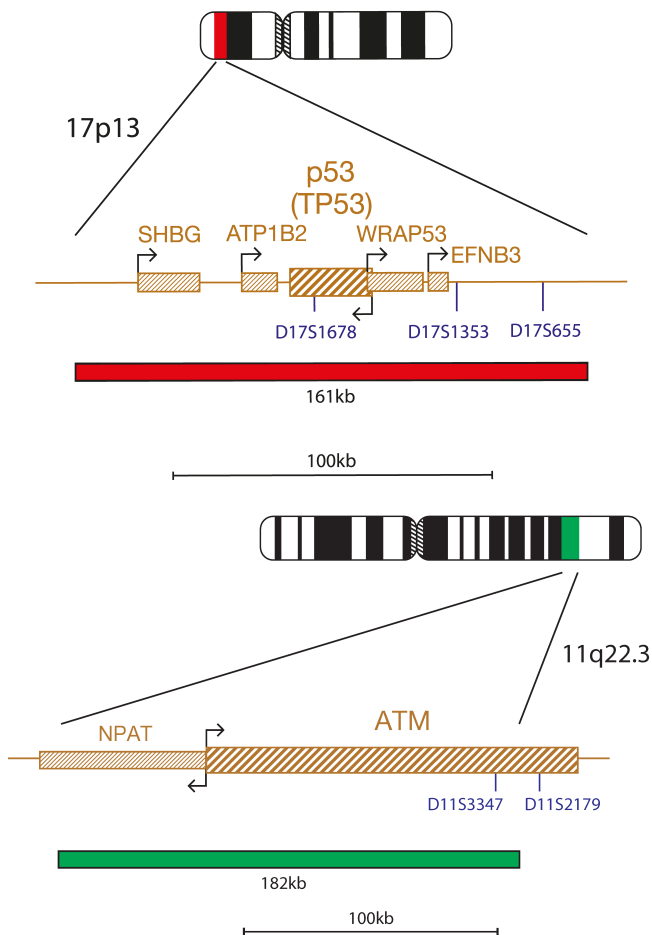 17p13
p53
(TP53)
SHBG
ATP1B2
WRAP53
EFNB3
D17S1678
D17S1353
D17S655
161kb
100kb
11q22.3
NPAT
ATM
D11S3347
D11S2179
182kb
100kb